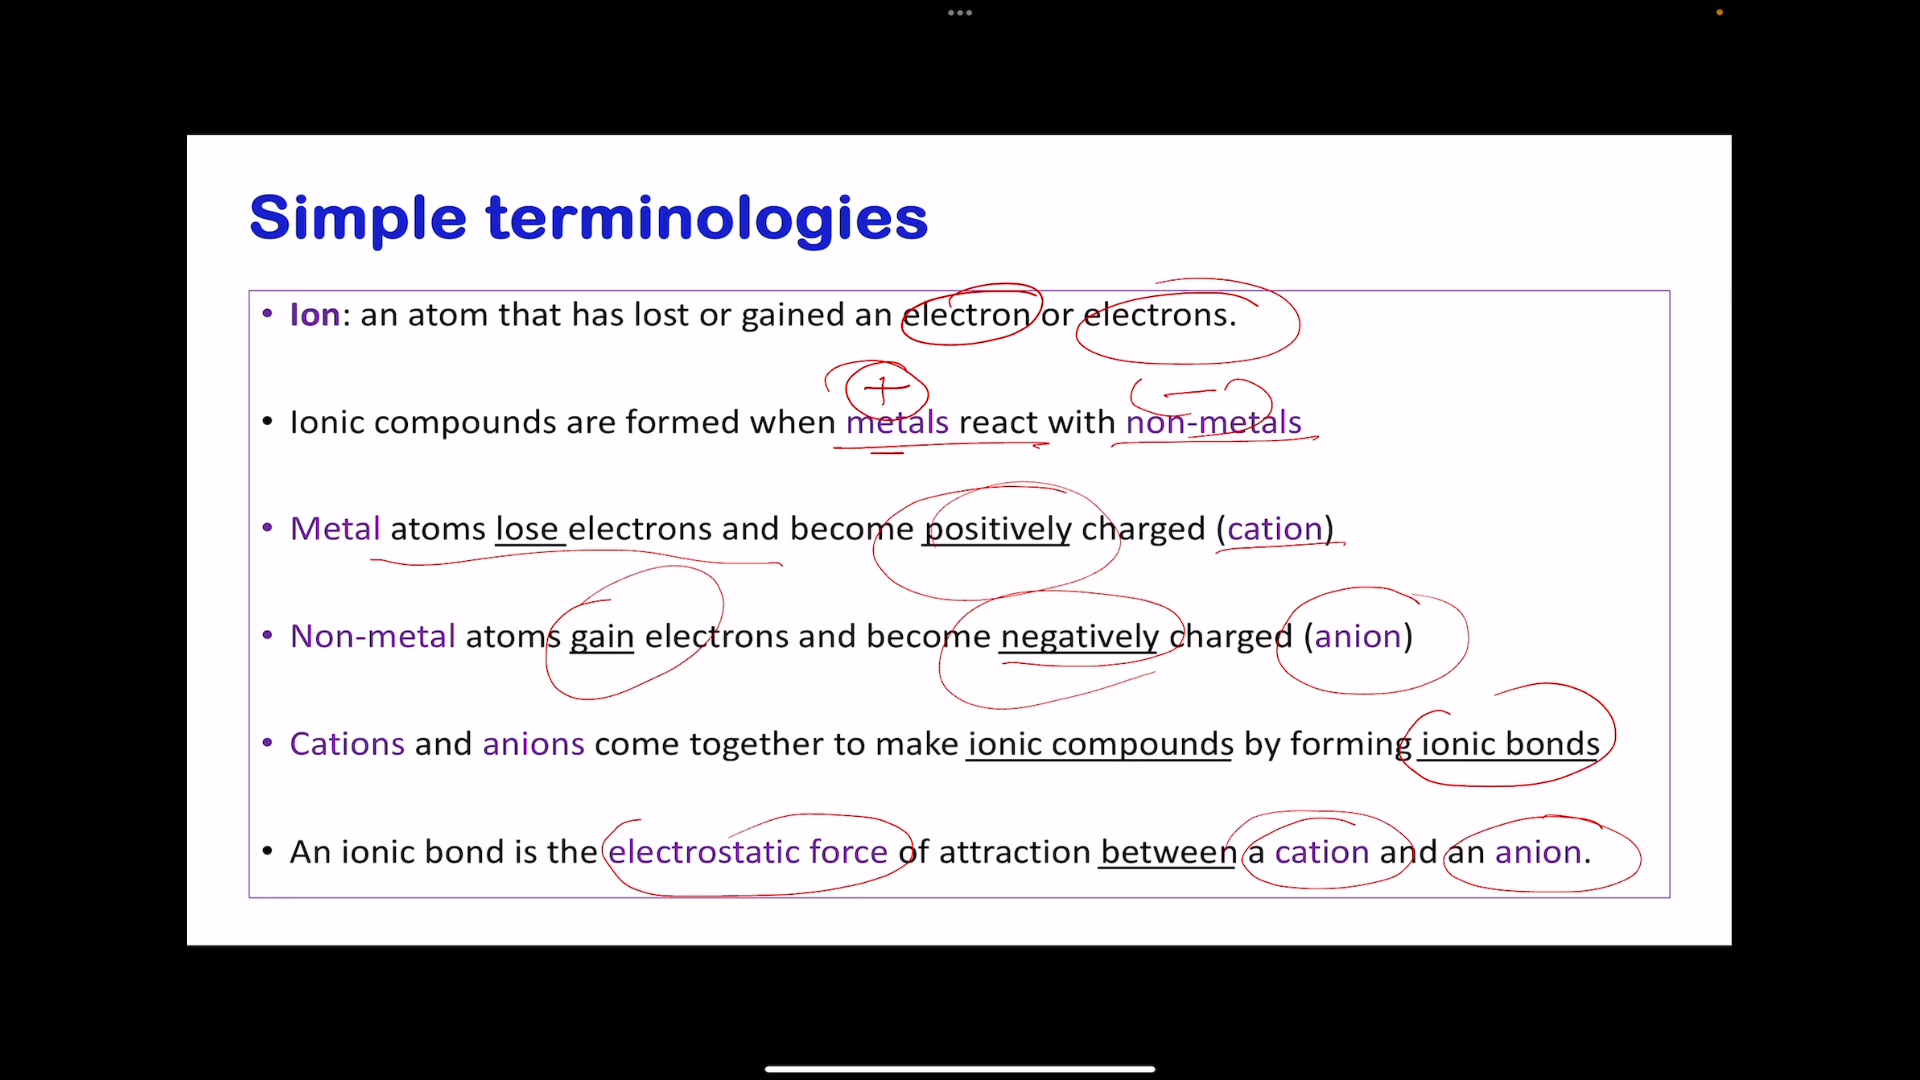 Simple terminologies
• Ion: an atom that has lost or gained an electron or electrons.
+ −
• Ionic compounds are formed when metals react with non-metals
• Metal atoms lose electrons and become positively charged (cation)
• Non-metal atoms gain electrons and become negatively charged (anion)
• Cations and anions come together to make ionic compounds by forming ionic bonds
• An ionic bond is the electrostatic force of attraction between a cation and an anion.